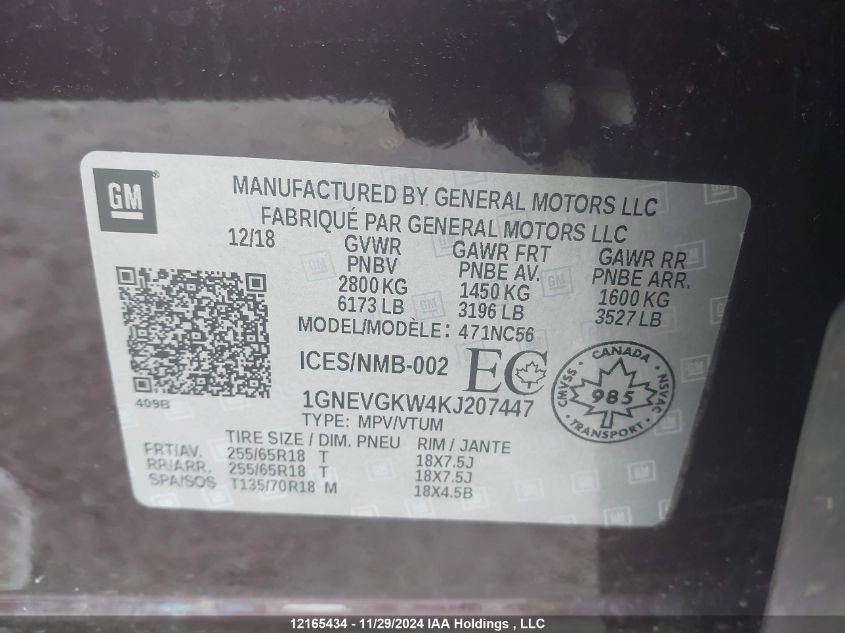 GM ®
MANUFACTURED BY GENERAL MOTORS LLC
FABRIQUÉ PAR GENERAL MOTORS LLC
12/18 GVWR GAWR FRT GAWR RR
PNBV PNBE AV. PNBE ARR.
2800 KG 1450 KG 1600 KG
6173 LB 3196 LB 3527 LB
MODEL/MODÈLE: 471NC56
ICES/NMB-002 EC
409B
1GNEVGKW4KJ207447
TYPE: MPV/VTUM
CANADA
CMVSS 985 NSVAC
TRANSPORT
TIRE SIZE / DIM. PNEU RIM / JANTE
FRT/AV. 255/65R18 T 18X7.5J
RR/ARR. 255/65R18 T 18X7.5J
SPA/SOS T135/70R18 M 18X4.5B
12165434 - 11/29/2024 IAA Holdings , LLC